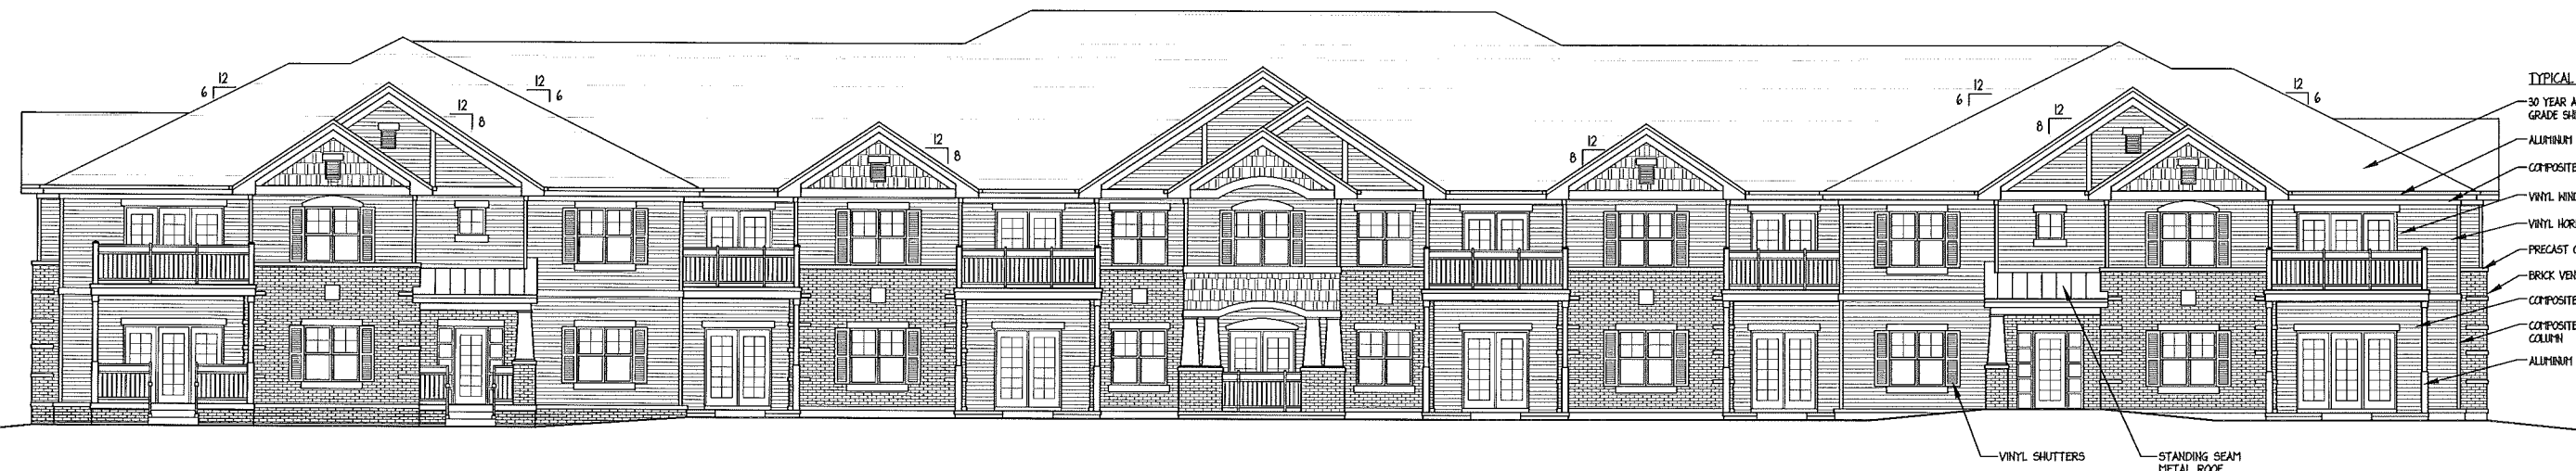 12
6
12
8
12
6
12
8
12
8
12
6
12
8
12
6
TYPICAL
30 YEAR A
GRADE SH
ALUMINUM
COMPOSITE
VINYL WIND
VINYL HOR
PRECAST C
BRICK VEN
COMPOSITE
COMPOSITE
COLUMN
ALUMINUM
VINYL SHUTTERS
STANDING SEAM
METAL ROOF